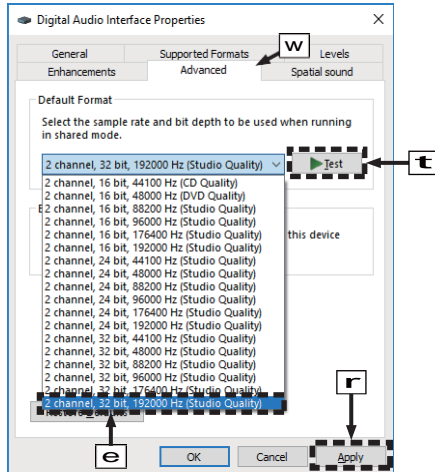 Digital Audio Interface Properties
General Supported Formats Levels
w
Enhancements Advanced Spatial sound
Default Format
Select the sample rate and bit depth to be used when running
in shared mode.
2 channel, 32 bit, 192000 Hz (Studio Quality) Test
t
2 channel, 16 bit, 44100 Hz (CD Quality)
2 channel, 16 bit, 48000 Hz (DVD Quality)
E 2 channel, 16 bit, 88200 Hz (Studio Quality)
2 channel, 16 bit, 96000 Hz (Studio Quality)
2 channel, 16 bit, 176400 Hz (Studio Quality) this device
2 channel, 16 bit, 192000 Hz (Studio Quality)
2 channel, 24 bit, 44100 Hz (Studio Quality)
2 channel, 24 bit, 48000 Hz (Studio Quality)
2 channel, 24 bit, 88200 Hz (Studio Quality)
2 channel, 24 bit, 96000 Hz (Studio Quality)
2 channel, 24 bit, 176400 Hz (Studio Quality)
2 channel, 24 bit, 192000 Hz (Studio Quality)
2 channel, 32 bit, 44100 Hz (Studio Quality)
2 channel, 32 bit, 48000 Hz (Studio Quality)
2 channel, 32 bit, 88200 Hz (Studio Quality)
2 channel, 32 bit, 96000 Hz (Studio Quality)
2 channel, 32 bit, 176400 Hz (Studio Quality)
2 channel, 32 bit, 192000 Hz (Studio Quality)
r
e
OK Cancel Apply